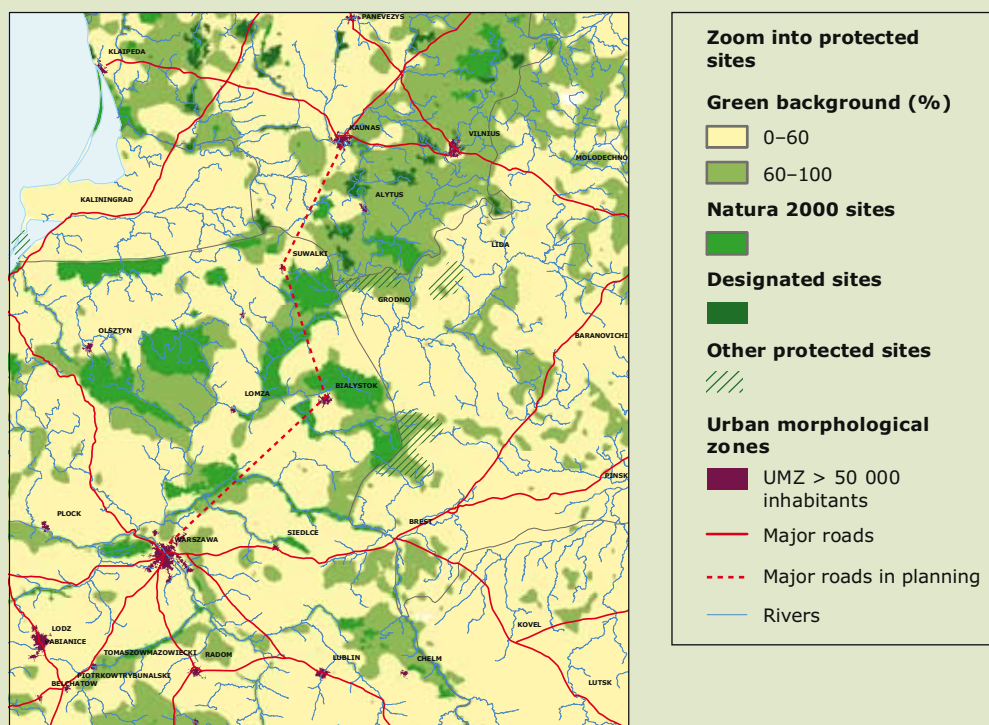 PANEVEZYS
KLAIPEDA
KAUNAS
VILNIUS
MOLODECHNO
ALYTUS
KALININGRAD
LIDA
SUWALKI
GRODNO
OLSZTYN
BARANOVICHI
BIALYSTOK
LOMZA
PINSK
PLOCK
BREST
SIEDLCE
WARSZAWA
KOVEL
LODZ
PABIANICE
TOMASZOWMAZOWIECKI
RADOM
LUBLIN
CHELM
PIOTRKOWTRYBUNALSKI
BELCHATOW
LUTSK
Zoom into protected
sites
Green background (%)
0–60
60–100
Natura 2000 sites
Designated sites
Other protected sites
Urban morphological
zones
UMZ > 50 000
inhabitants
Major roads
Major roads in planning
Rivers